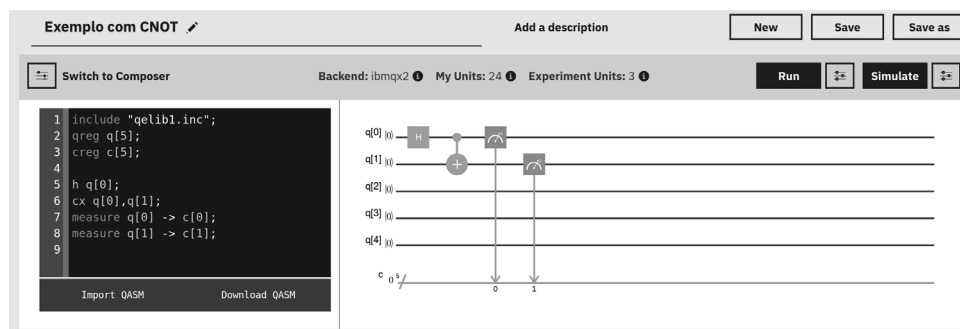 Exemplo com CNOT
Add a description
New
Save
Save as
Switch to Composer
Backend: ibmqx2
My Units: 24
Experiment Units: 3
Run
Simulate
1 include "qelib1.inc";
2 qreg q[5];
3 creg c[5];
4
5 h q[0];
6 cx q[0],q[1];
7 measure q[0] -> c[0];
8 measure q[1] -> c[1];
9
Import QASM
Download QASM
q[0] |0⟩
H
q[1] |0⟩
+
q[2] |0⟩
q[3] |0⟩
q[4] |0⟩
c 0 5
0 1